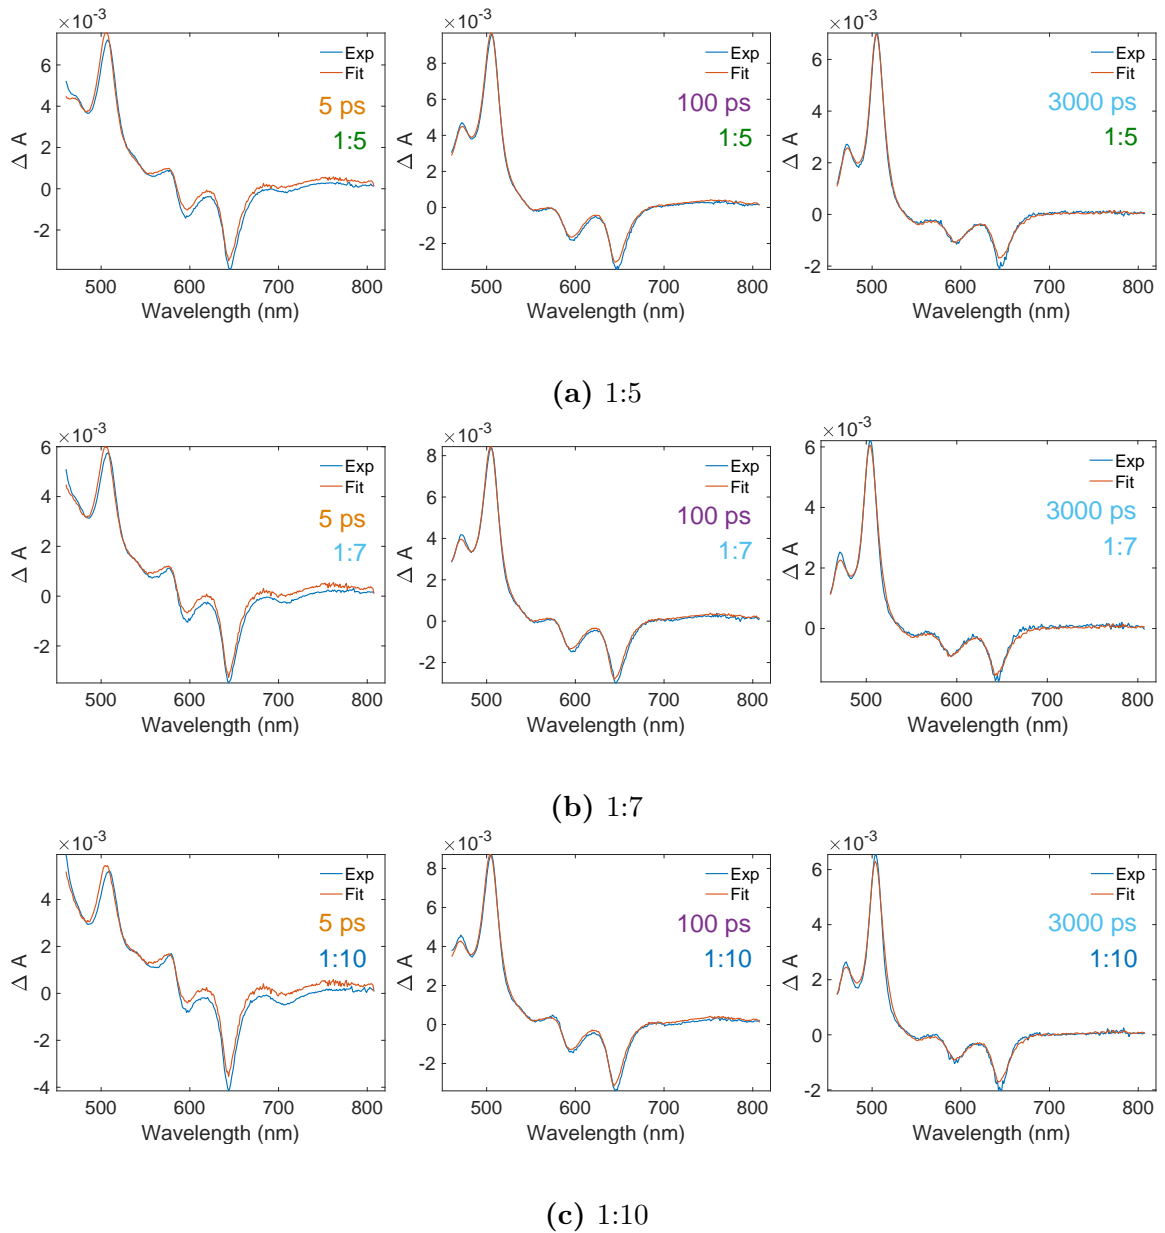 ×10⁻³
Exp
Fit
5 ps
1:5
6
4
2
0
-2
Δ A
500 600 700 800
Wavelength (nm)
×10⁻³
Exp
Fit
100 ps
1:5
8
6
4
2
0
-2
Δ A
500 600 700 800
Wavelength (nm)
×10⁻³
Exp
Fit
3000 ps
1:5
6
4
2
0
-2
Δ A
500 600 700 800
Wavelength (nm)
(a) 1:5
×10⁻³
Exp
Fit
5 ps
1:7
6
4
2
0
-2
Δ A
500 600 700 800
Wavelength (nm)
×10⁻³
Exp
Fit
100 ps
1:7
8
6
4
2
0
-2
Δ A
500 600 700 800
Wavelength (nm)
×10⁻³
Exp
Fit
3000 ps
1:7
6
4
2
0
Δ A
500 600 700 800
Wavelength (nm)
(b) 1:7
×10⁻³
Exp
Fit
5 ps
1:10
4
2
0
-2
-4
Δ A
500 600 700 800
Wavelength (nm)
×10⁻³
Exp
Fit
100 ps
1:10
8
6
4
2
0
-2
Δ A
500 600 700 800
Wavelength (nm)
×10⁻³
Exp
Fit
3000 ps
1:10
6
4
2
0
-2
Δ A
500 600 700 800
Wavelength (nm)
(c) 1:10